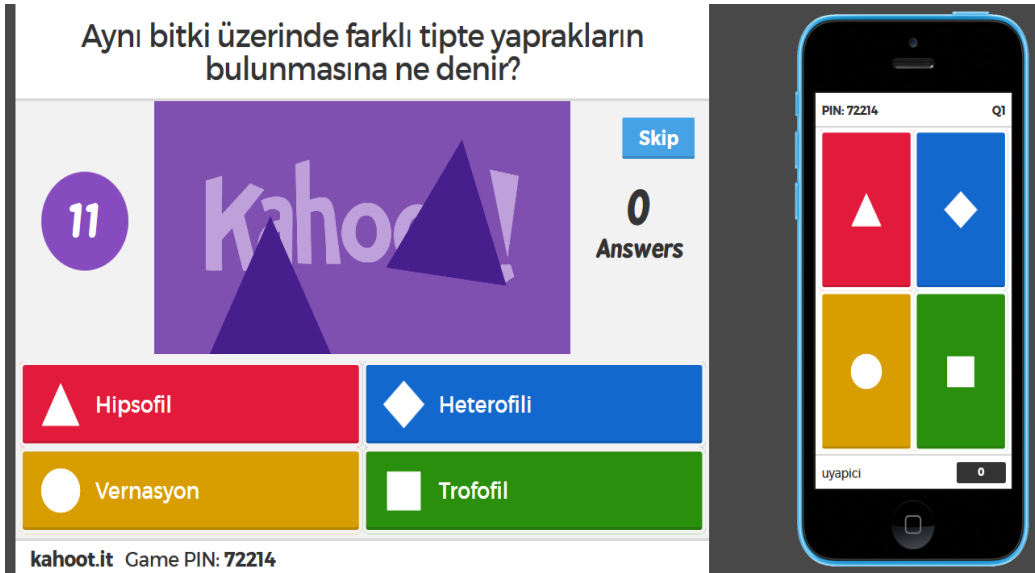 Aynı bitki üzerinde farklı tipte yaprakların
bulunmasına ne denir?
11
Kahoot!
Skip
0
Answers
Hipsofil
Heterofili
Vernasyon
Trofofil
kahoot.it Game PIN: 72214
PIN: 72214 Q1
uyapici 0